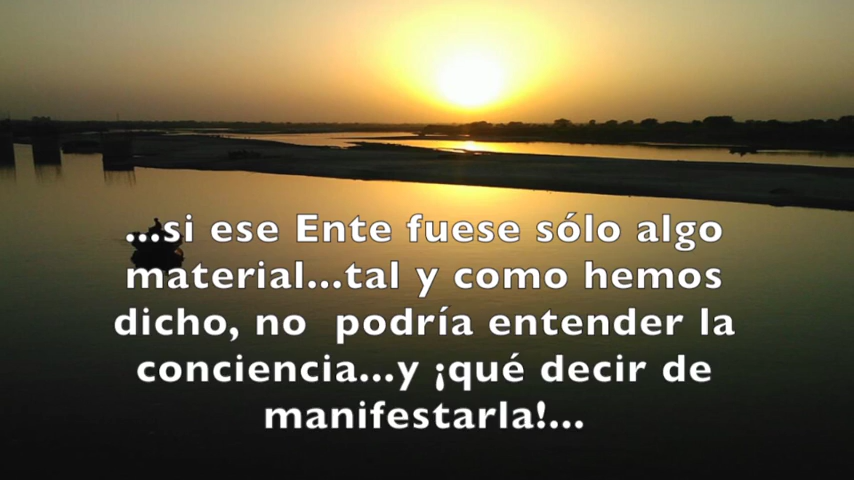 ...si ese Ente fuese sólo algo
material...tal y como hemos
dicho, no  podría entender la
conciencia...y ¡qué decir de
manifestarla!...